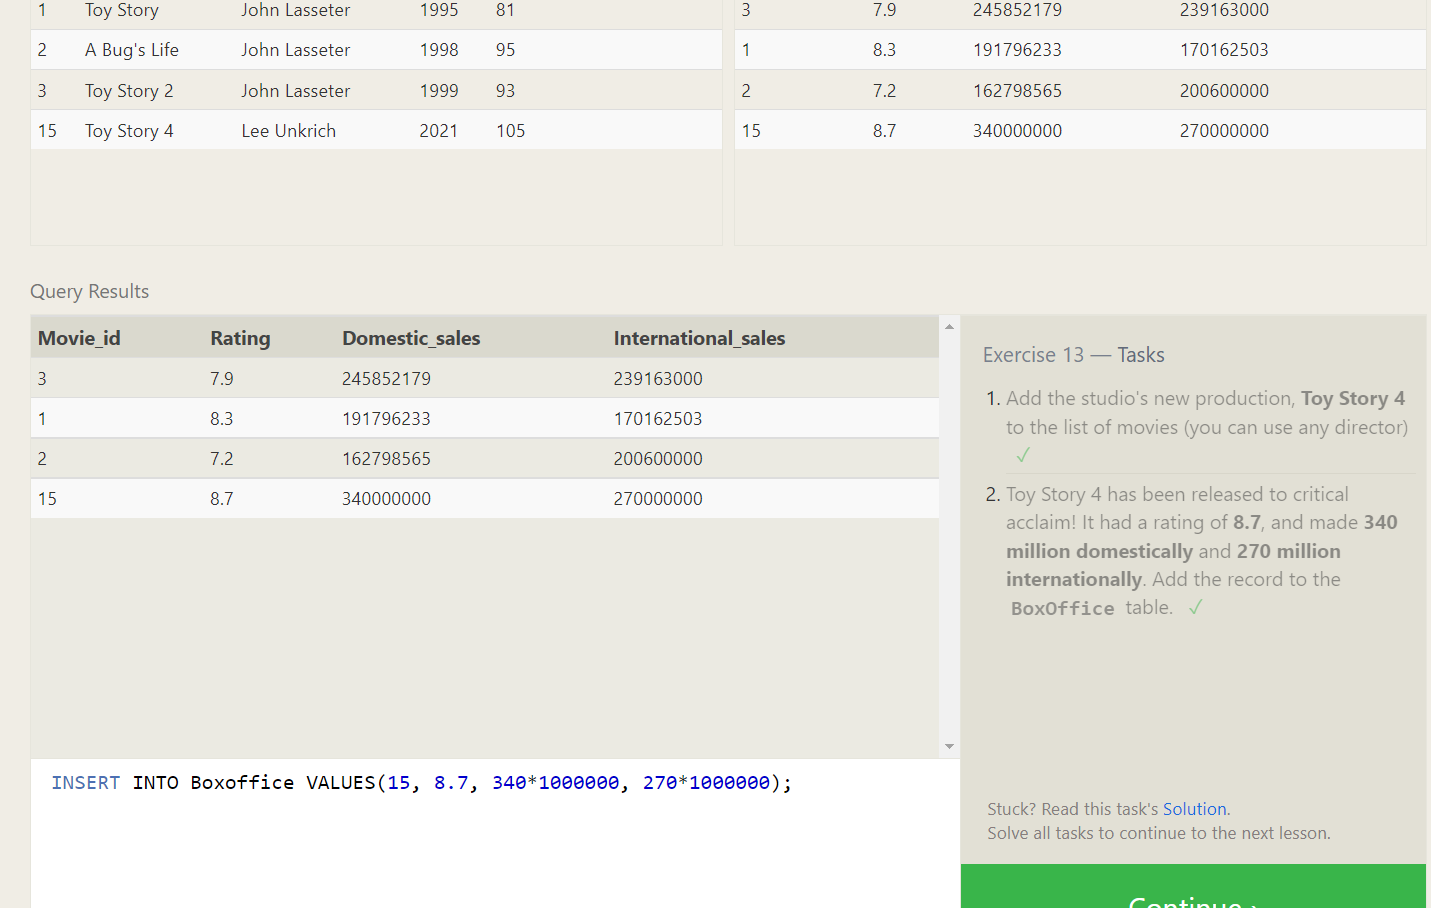 1 Toy Story John Lasseter 1995 81
2 A Bug's Life John Lasseter 1998 95
3 Toy Story 2 John Lasseter 1999 93
15 Toy Story 4 Lee Unkrich 2021 105
3 7.9 245852179 239163000
1 8.3 191796233 170162503
2 7.2 162798565 200600000
15 8.7 340000000 270000000
Query Results
Movie_id Rating Domestic_sales International_sales
3 7.9 245852179 239163000
1 8.3 191796233 170162503
2 7.2 162798565 200600000
15 8.7 340000000 270000000
INSERT INTO Boxoffice VALUES(15, 8.7, 340*1000000, 270*1000000);
Exercise 13 — Tasks
1. Add the studio's new production, Toy Story 4
to the list of movies (you can use any director)
✓
2. Toy Story 4 has been released to critical
acclaim! It had a rating of 8.7, and made 340
million domestically and 270 million
internationally. Add the record to the
BoxOffice table. ✓
Stuck? Read this task's Solution.
Solve all tasks to continue to the next lesson.
Continue ›